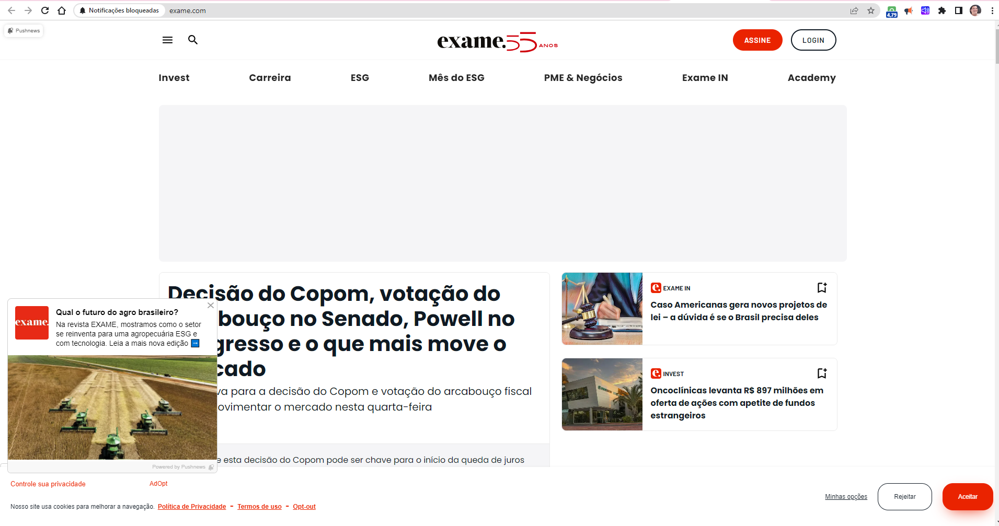 Notificações bloqueadas
exame.com
4,79
Pushnews
exame.55 ANOS
ASSINE
LOGIN
Invest
Carreira
ESG
Mês do ESG
PME & Negócios
Exame IN
Academy
Decisão do Copom, votação do
bouço no Senado, Powell no
gresso e o que mais move o
cado
va para a decisão do Copom e votação do arcabouço fiscal
ovimentar o mercado nesta quarta-feira
e esta decisão do Copom pode ser chave para o início da queda de juros
e. EXAME IN
Caso Americanas gera novos projetos de
lei – a dúvida é se o Brasil precisa deles
e. INVEST
Oncoclínicas levanta R$ 897 milhões em
oferta de ações com apetite de fundos
estrangeiros
exame.
Qual o futuro do agro brasileiro?
Na revista EXAME, mostramos como o setor
se reinventa para uma agropecuária ESG e
com tecnologia. Leia a mais nova edição ➡
Powered by Pushnews
Controle sua privacidade
AdOpt
Nosso site usa cookies para melhorar a navegação. Política de Privacidade - Termos de uso - Opt-out
Minhas opções
Rejeitar
Aceitar